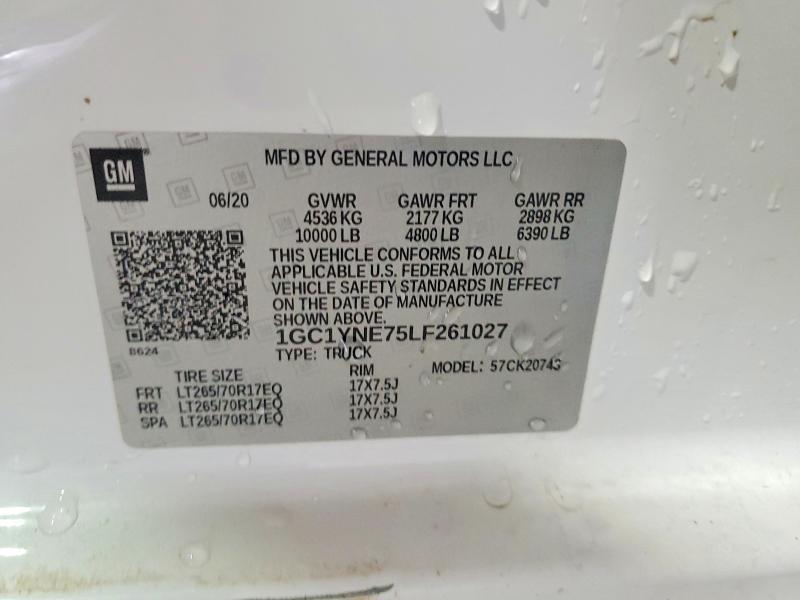 GM
MFD BY GENERAL MOTORS LLC
06/20 GVWR GAWR FRT GAWR RR
4536 KG 2177 KG 2898 KG
10000 LB 4800 LB 6390 LB
THIS VEHICLE CONFORMS TO ALL
APPLICABLE U.S. FEDERAL MOTOR
VEHICLE SAFETY STANDARDS IN EFFECT
ON THE DATE OF MANUFACTURE
SHOWN ABOVE.
1GC1YNE75LF261027
8624
TYPE: TRUCK MODEL: 57CK20743
TIRE SIZE RIM
FRT LT265/70R17EQ 17X7.5J
RR LT265/70R17EQ 17X7.5J
SPA LT265/70R17EQ 17X7.5J